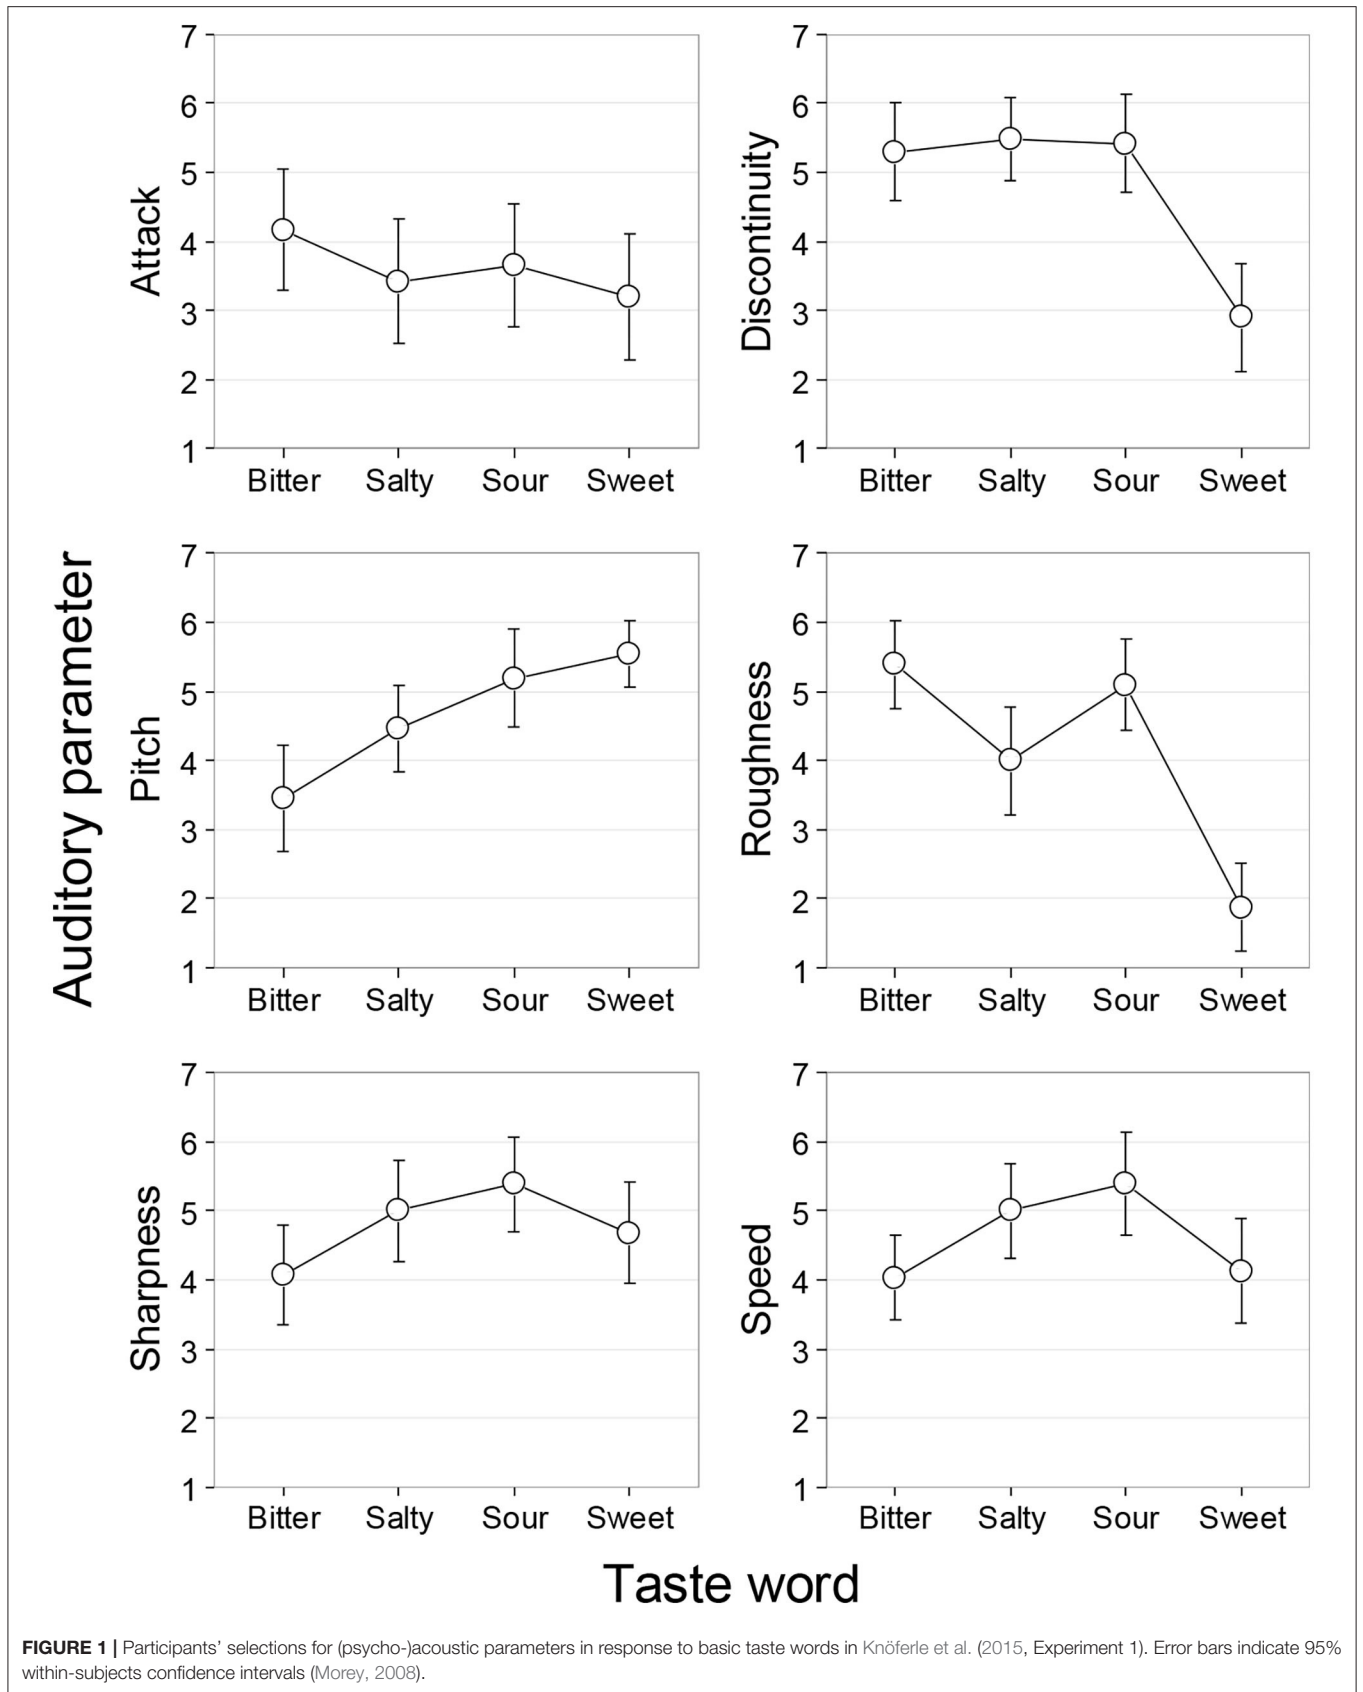 Auditory parameter
Attack
7
6
5
4
3
2
1
Bitter Salty Sour Sweet
Discontinuity
7
6
5
4
3
2
1
Bitter Salty Sour Sweet
Pitch
7
6
5
4
3
2
1
Bitter Salty Sour Sweet
Roughness
7
6
5
4
3
2
1
Bitter Salty Sour Sweet
Sharpness
7
6
5
4
3
2
1
Bitter Salty Sour Sweet
Speed
7
6
5
4
3
2
1
Bitter Salty Sour Sweet
Taste word
FIGURE 1 | Participants’ selections for (psycho-)acoustic parameters in response to basic taste words in Knöferle et al. (2015, Experiment 1). Error bars indicate 95%
within-subjects confidence intervals (Morey, 2008).